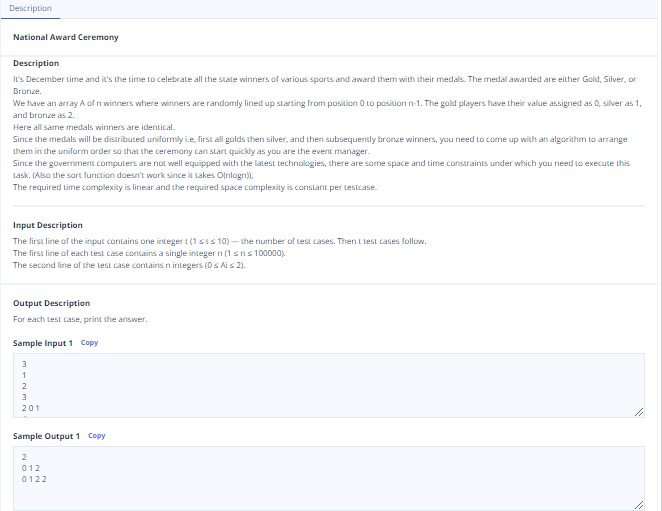 Description
National Award Ceremony
Description
It's December time and it's the time to celebrate all the state winners of various sports and award them with their medals. The medal awarded are either Gold, Silver, or
Bronze.
We have an array A of n winners where winners are randomly lined up starting from position 0 to position n-1. The gold players have their value assigned as 0, silver as 1,
and bronze as 2.
Here all same medals winners are identical.
Since the medals will be distributed uniformly i.e, first all golds then silver, and then subsequently bronze winners, you need to come up with an algorithm to arrange
them in the uniform order so that the ceremony can start quickly as you are the event manager.
Since the government computers are not well equipped with the latest technologies, there are some space and time constraints under which you need to execute this
task. (Also the sort function doesn't work since it takes O(nlogn)),
The required time complexity is linear and the required space complexity is constant per testcase.
Input Description
The first line of the input contains one integer t (1 ≤ t ≤ 10) — the number of test cases. Then t test cases follow.
The first line of each test case contains a single integer n (1 ≤ n ≤ 100000).
The second line of the test case contains n integers (0 ≤ Ai ≤ 2).
Output Description
For each test case, print the answer.
Sample Input 1 Copy
3
1
2
3
2 0 1
Sample Output 1 Copy
2
0 1 2
0 1 2 2